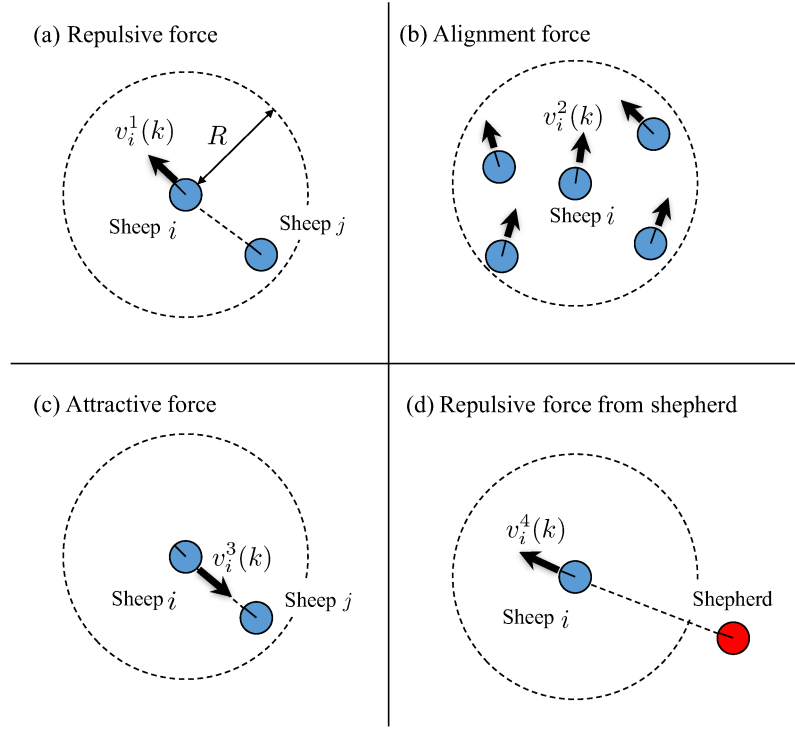 (a) Repulsive force
v_i^1(k)
R
Sheep i
Sheep j
(b) Alignment force
v_i^2(k)
Sheep i
(c) Attractive force
v_i^3(k)
Sheep i
Sheep j
(d) Repulsive force from shepherd
v_i^4(k)
Sheep i
Shepherd